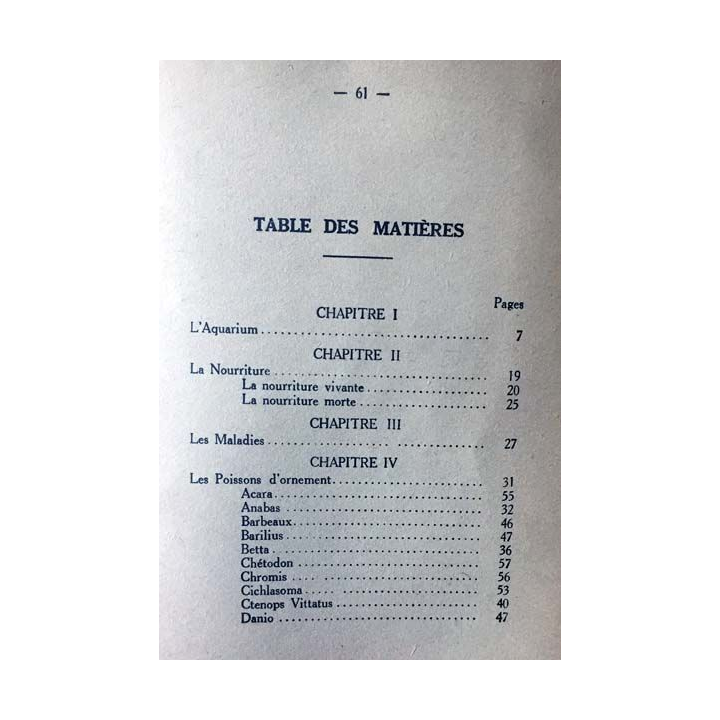 — 61 —
TABLE DES MATIÈRES
Pages
CHAPITRE I
L'Aquarium 7
CHAPITRE II
La Nourriture 19
La nourriture vivante 20
La nourriture morte 25
CHAPITRE III
Les Maladies 27
CHAPITRE IV
Les Poissons d'ornement 31
Acara 55
Anabas 32
Barbeaux 46
Barilius 47
Betta 36
Chétodon 57
Chromis 56
Cichlasoma 53
Ctenops Vittatus 40
Danio 47